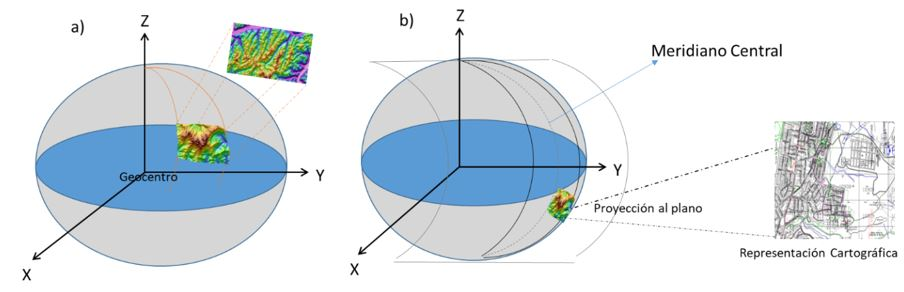 a)
Z
Geocentro
Y
X
b)
Z
Meridiano Central
Y
Proyección al plano
X
Representación Cartográfica